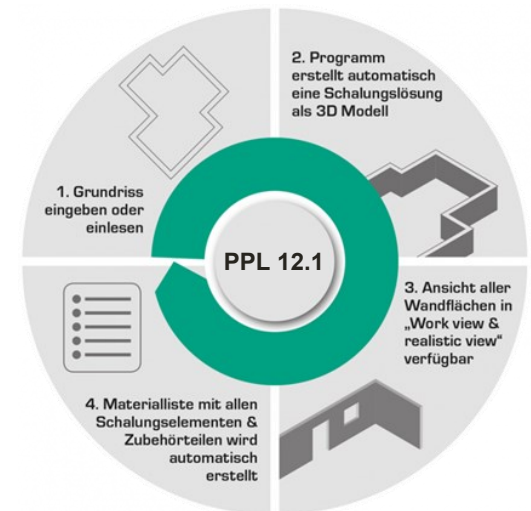 1. Grundriss
eingeben oder
einlesen
2. Programm
erstellt automatisch
eine Schalungslösung
als 3D Modell
PPL 12.1
3. Ansicht aller
Wandflächen in
„Work view &
realistic view“
verfügbar
4. Materialliste mit allen
Schalungselementen &
Zubehörteilen wird
automatisch
erstellt